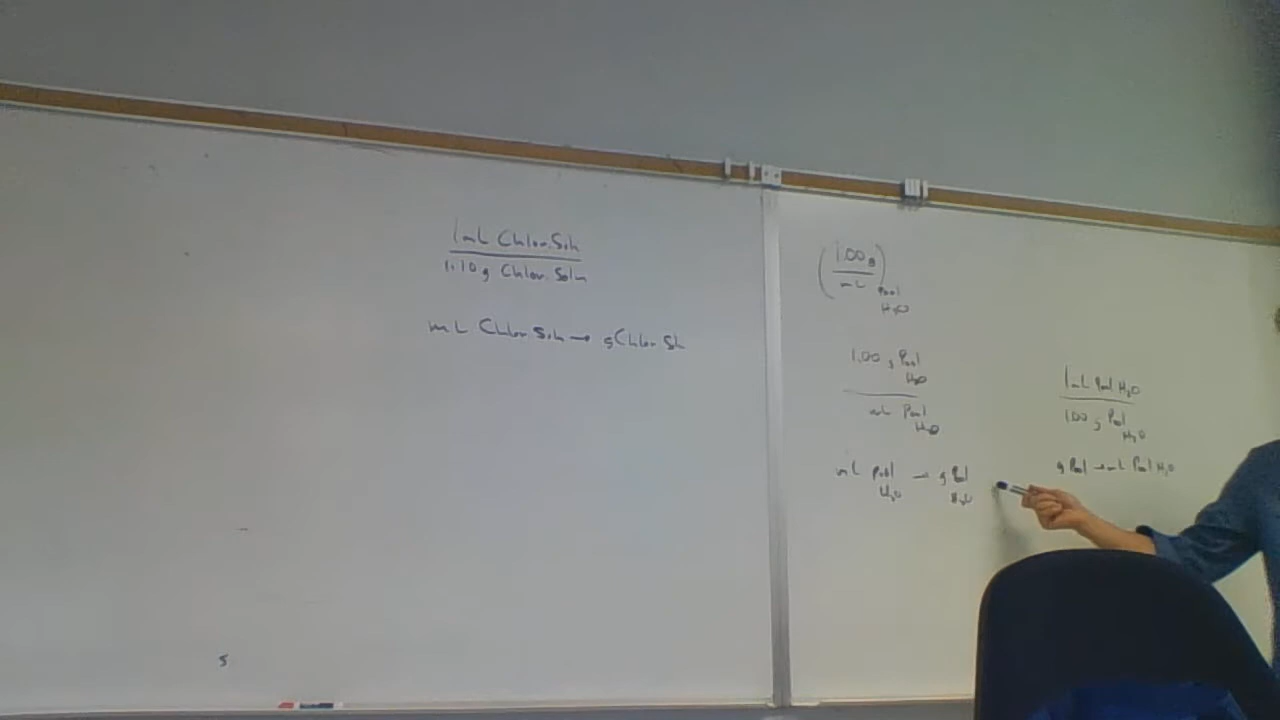 1 mL Chlor. Soln
1.10 g Chlor. Soln
mL Chlor Soln → g Chlor Sol
(1.00 g
mL) Pool
H₂O
1.00 g Pool
H₂O
mL Pool
H₂O
mL Pool → g Pool
H₂O H₂O
1 mL Pool H₂O
1.00 g Pool
H₂O
g Pool → mL Pool H₂O
5